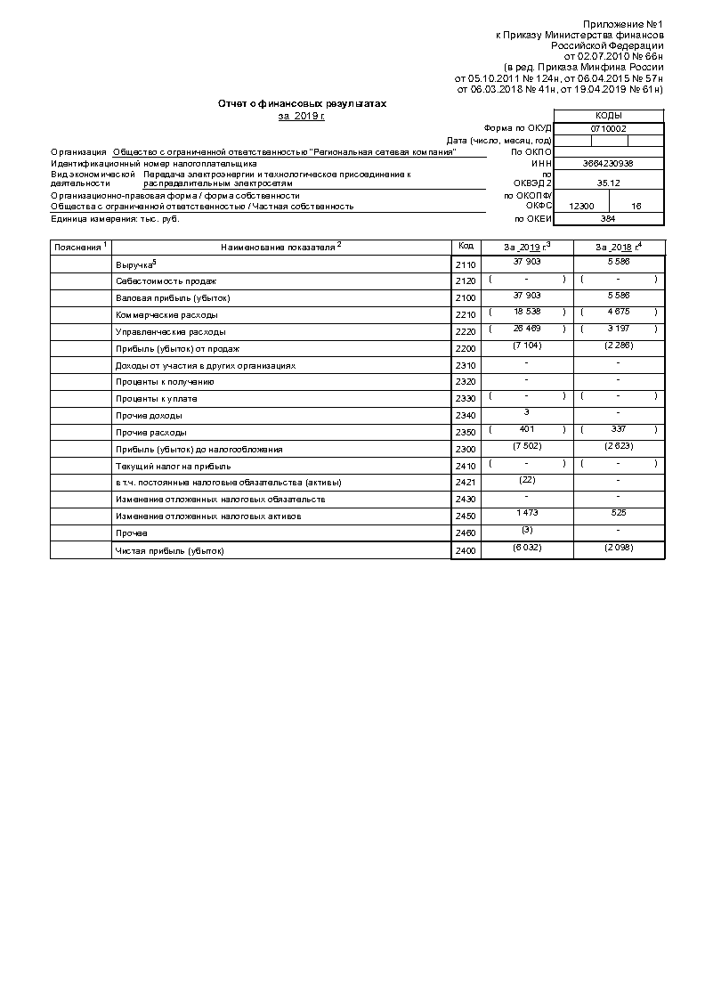 Приложение №1
к Приказу Министерства финансов
Российской Федерации
от 02.07.2010 № 66н
(в ред. Приказа Минфина России
от 05.10.2011 № 124н, от 06.04.2015 № 57н
от 06.03.2018 № 41н, от 19.04.2019 № 61н)
Отчет о финансовых результатах
за 2019 г.
КОДЫ
Форма по ОКУД 0710002
Дата (число, месяц, год)
Организация Общество с ограниченной ответственностью "Региональная сетевая компания" По ОКПО
Идентификационный номер налогоплательщика ИНН 3664230938
Вид экономической деятельности Передача электроэнергии и технологическое присоединение к распределительным электросетям по ОКВЭД 2 35.12
Организационно-правовая форма / форма собственности по ОКОПФ/
Общества с ограниченной ответственностью / Частная собственность ОКФС 12300 16
Единица измерения: тыс. руб. по ОКЕИ 384
Пояснения 1 Наименование показателя 2 Код За 2019 г.3 За 2018 г.4
Выручка5 2110 37 903 5 586
Себестоимость продаж 2120 ( - ) ( - )
Валовая прибыль (убыток) 2100 37 903 5 586
Коммерческие расходы 2210 ( 18 538 ) ( 4 675 )
Управленческие расходы 2220 ( 26 469 ) ( 3 197 )
Прибыль (убыток) от продаж 2200 (7 104) (2 286)
Доходы от участия в других организациях 2310 - -
Проценты к получению 2320 - -
Проценты к уплате 2330 ( - ) ( - )
Прочие доходы 2340 3 -
Прочие расходы 2350 ( 401 ) ( 337 )
Прибыль (убыток) до налогообложения 2300 (7 502) (2 623)
Текущий налог на прибыль 2410 ( - ) ( - )
в т.ч. постоянные налоговые обязательства (активы) 2421 (22) -
Изменение отложенных налоговых обязательств 2430 - -
Изменение отложенных налоговых активов 2450 1 473 525
Прочее 2460 (3) -
Чистая прибыль (убыток) 2400 (6 032) (2 098)